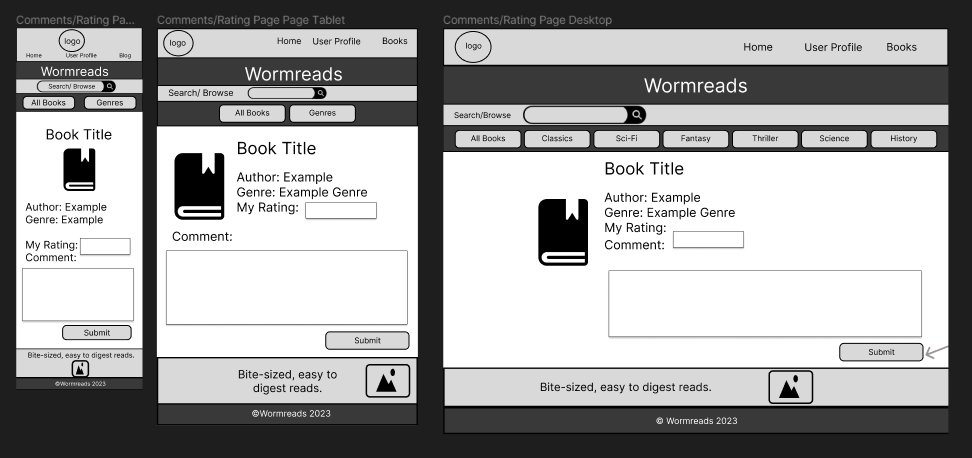 Comments/Rating Pa...
logo
Home User Profile Blog
Wormreads
Search/ Browse
All Books Genres
Book Title
Author: Example
Genre: Example
My Rating:
Comment:
Submit
Bite-sized, easy to digest reads.
©Wormreads 2023
Comments/Rating Page Page Tablet
logo
Home User Profile Books
Wormreads
Search/ Browse
All Books Genres
Book Title
Author: Example
Genre: Example Genre
My Rating:
Comment:
Submit
Bite-sized, easy to
digest reads.
©Wormreads 2023
Comments/Rating Page Desktop
logo
Home User Profile Books
Wormreads
Search/Browse
All Books Classics Sci-Fi Fantasy Thriller Science History
Book Title
Author: Example
Genre: Example Genre
My Rating:
Comment:
Submit
Bite-sized, easy to digest reads.
© Wormreads 2023